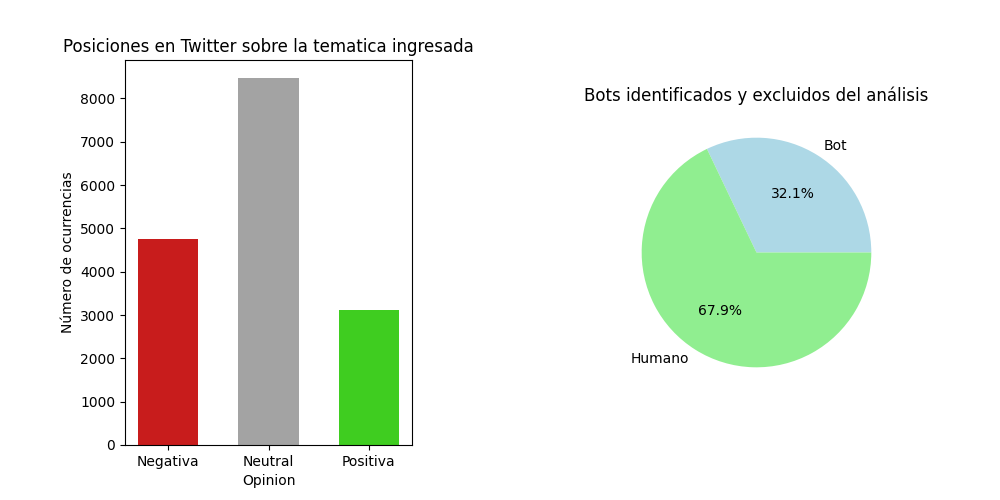 Posiciones en Twitter sobre la tematica ingresada
Número de ocurrencias
8000
7000
6000
5000
4000
3000
2000
1000
0
Negativa
Neutral
Positiva
Opinion
Bots identificados y excluidos del análisis
Bot
32.1%
67.9%
Humano